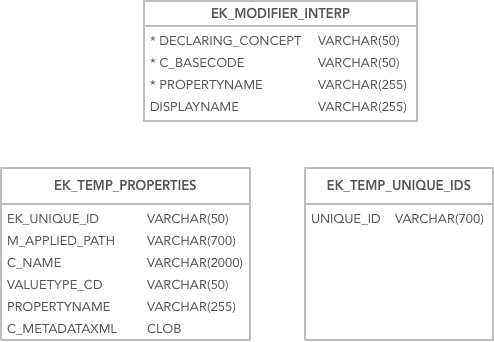 EK_MODIFIER_INTERP
* DECLARING_CONCEPT VARCHAR(50)
* C_BASECODE VARCHAR(50)
* PROPERTYNAME VARCHAR(255)
DISPLAYNAME VARCHAR(255)
EK_TEMP_PROPERTIES
EK_UNIQUE_ID VARCHAR(50)
M_APPLIED_PATH VARCHAR(700)
C_NAME VARCHAR(2000)
VALUETYPE_CD VARCHAR(50)
PROPERTYNAME VARCHAR(255)
C_METADATAXML CLOB
EK_TEMP_UNIQUE_IDS
UNIQUE_ID VARCHAR(700)